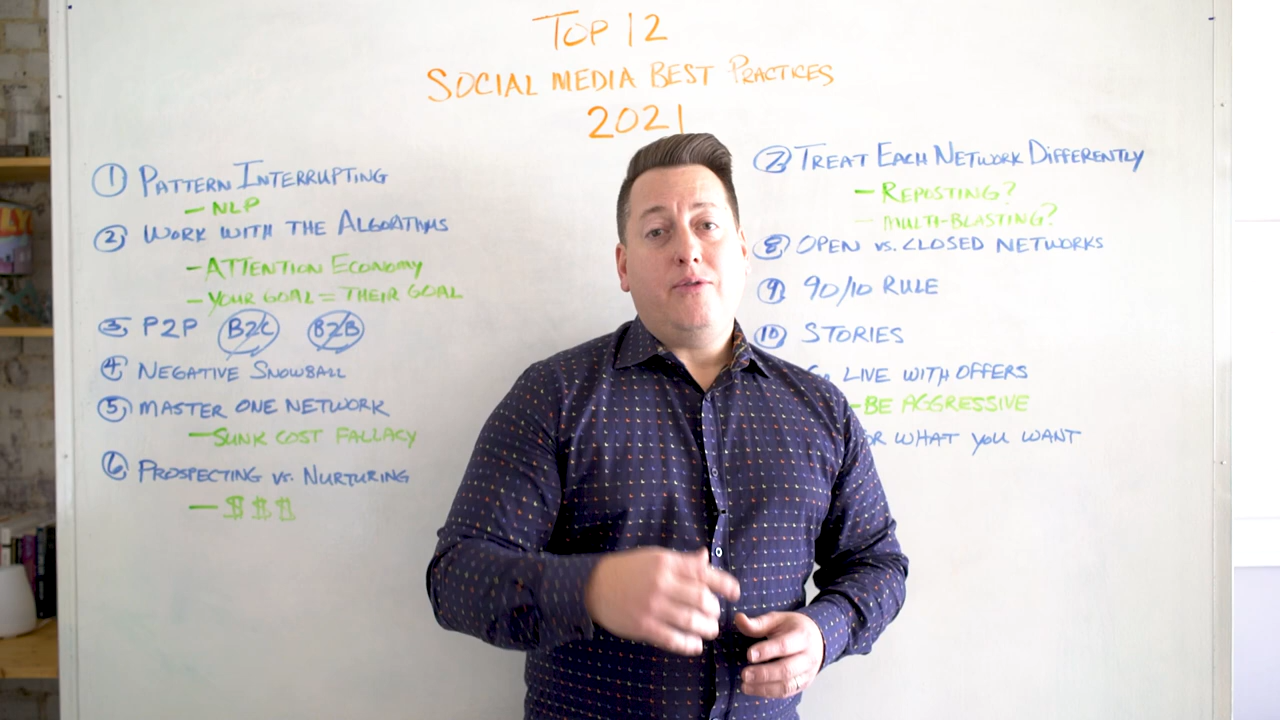 TOP 12
SOCIAL MEDIA BEST PRACTICES
2021
1 PATTERN INTERRUPTING
- NLP
2 WORK WITH THE ALGORITHMS
- ATTENTION ECONOMY
- YOUR GOAL = THEIR GOAL
3 P2P B2C B2B
4 NEGATIVE SNOWBALL
5 MASTER ONE NETWORK
- SUNK COST FALLACY
6 PROSPECTING vs. NURTURING
- $ $ $
7 TREAT EACH NETWORK DIFFERENTLY
- REPOSTING?
- MULTI-BLASTING?
8 OPEN vs. CLOSED NETWORKS
9 90/10 RULE
10 STORIES
LIVE WITH OFFERS
- BE AGGRESSIVE
WHAT YOU WANT